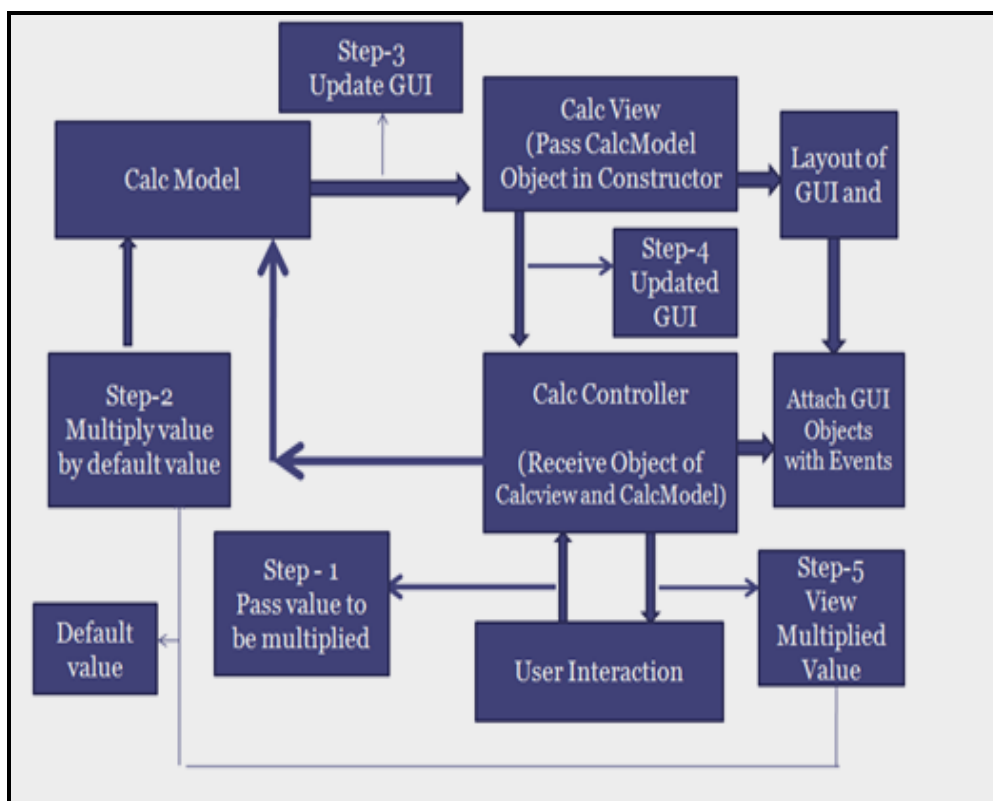 Step-3
Update GUI
Calc View
(Pass CalcModel
Object in Constructor
Calc Model
Layout of
GUI and
Step-4
Updated
GUI
Step-2
Multiply value
by default value
Calc Controller
(Receive Object of
Calcview and CalcModel)
Attach GUI
Objects
with Events
Step - 1
Pass value to
be multiplied
Step-5
View
Multiplied
Value
Default
value
User Interaction